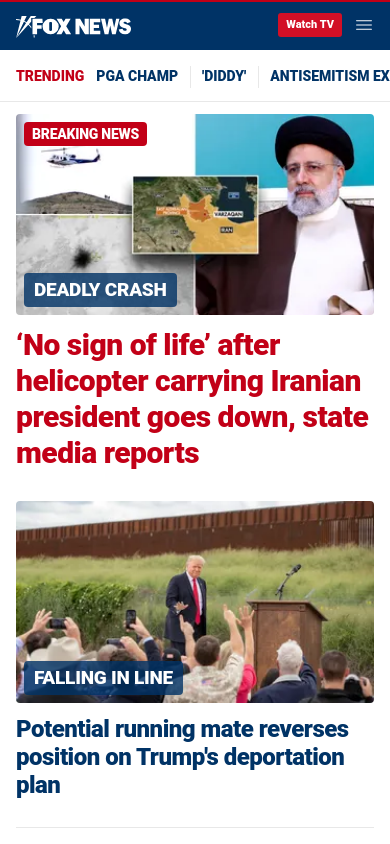 FOX NEWS
Watch TV
TRENDING PGA CHAMP 'DIDDY' ANTISEMITISM EX
BREAKING NEWS
VARZAQAN
IRAN
DEADLY CRASH
‘No sign of life’ after
helicopter carrying Iranian
president goes down, state
media reports
FALLING IN LINE
Potential running mate reverses
position on Trump's deportation
plan